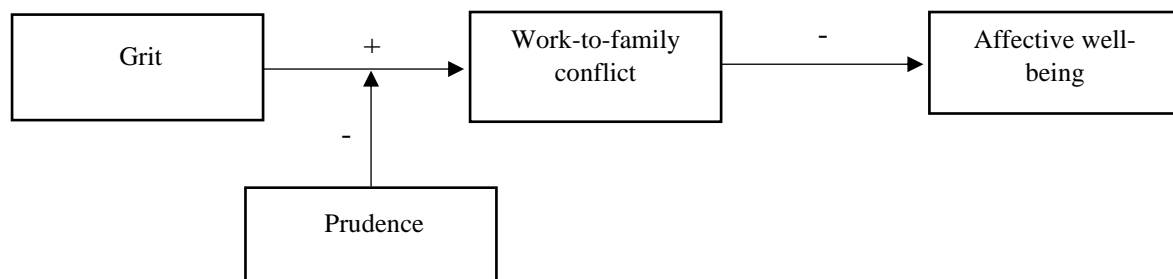 Grit
+
Work-to-family
conflict
-
Affective well-
being
-
Prudence